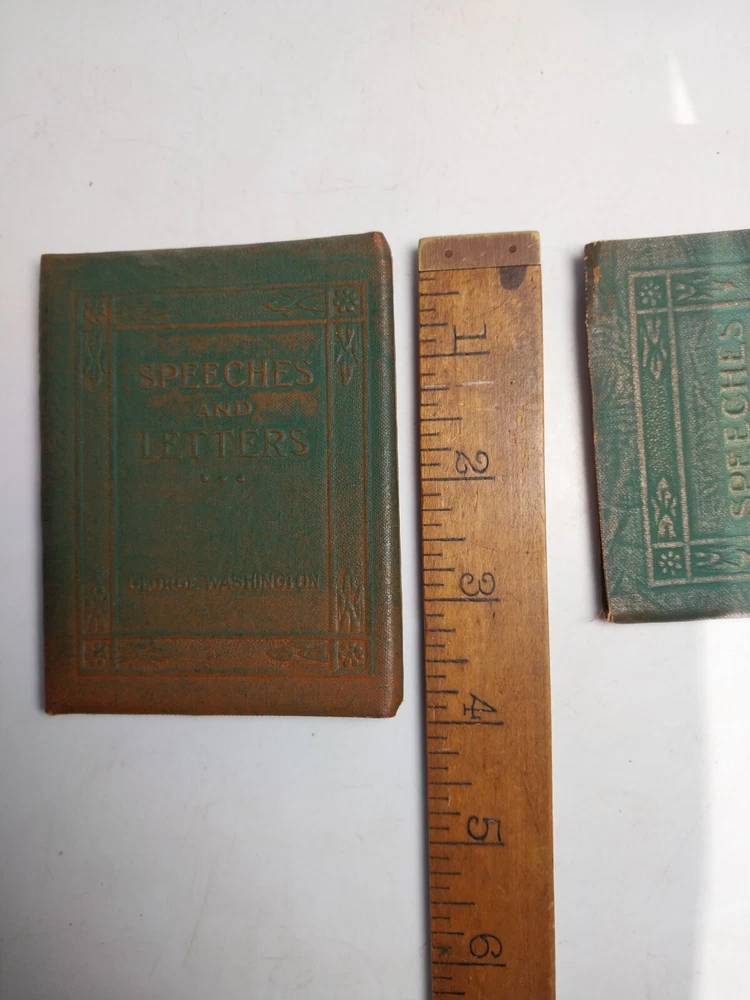 SPEECHES
AND
LETTERS
GEORGE WASHINGTON
1
2
3
4
5
6
SPEECHES